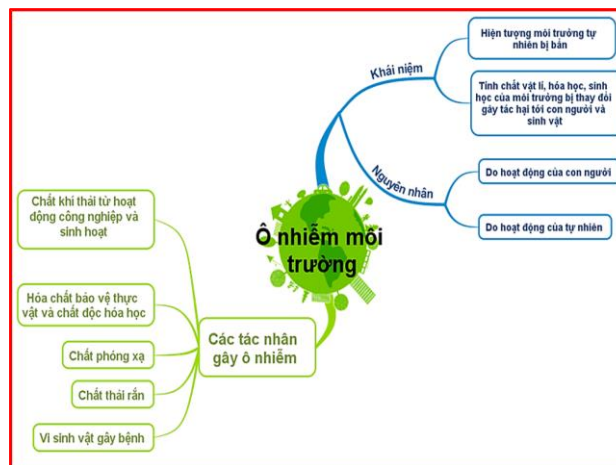 Ô nhiễm môi
trường
Khái niệm
Hiện tượng môi trường tự
nhiên bị bẩn
Tính chất vật lí, hóa học, sinh
học của môi trường bị thay đổi
gây tác hại tới con người và
sinh vật
Nguyên nhân
Do hoạt động của con người
Do hoạt động của tự nhiên
Các tác nhân
gây ô nhiễm
Chất khí thải từ hoạt
động công nghiệp và
sinh hoạt
Hóa chất bảo vệ thực
vật và chất độc hóa học
Chất phóng xạ
Chất thải rắn
Vi sinh vật gây bệnh